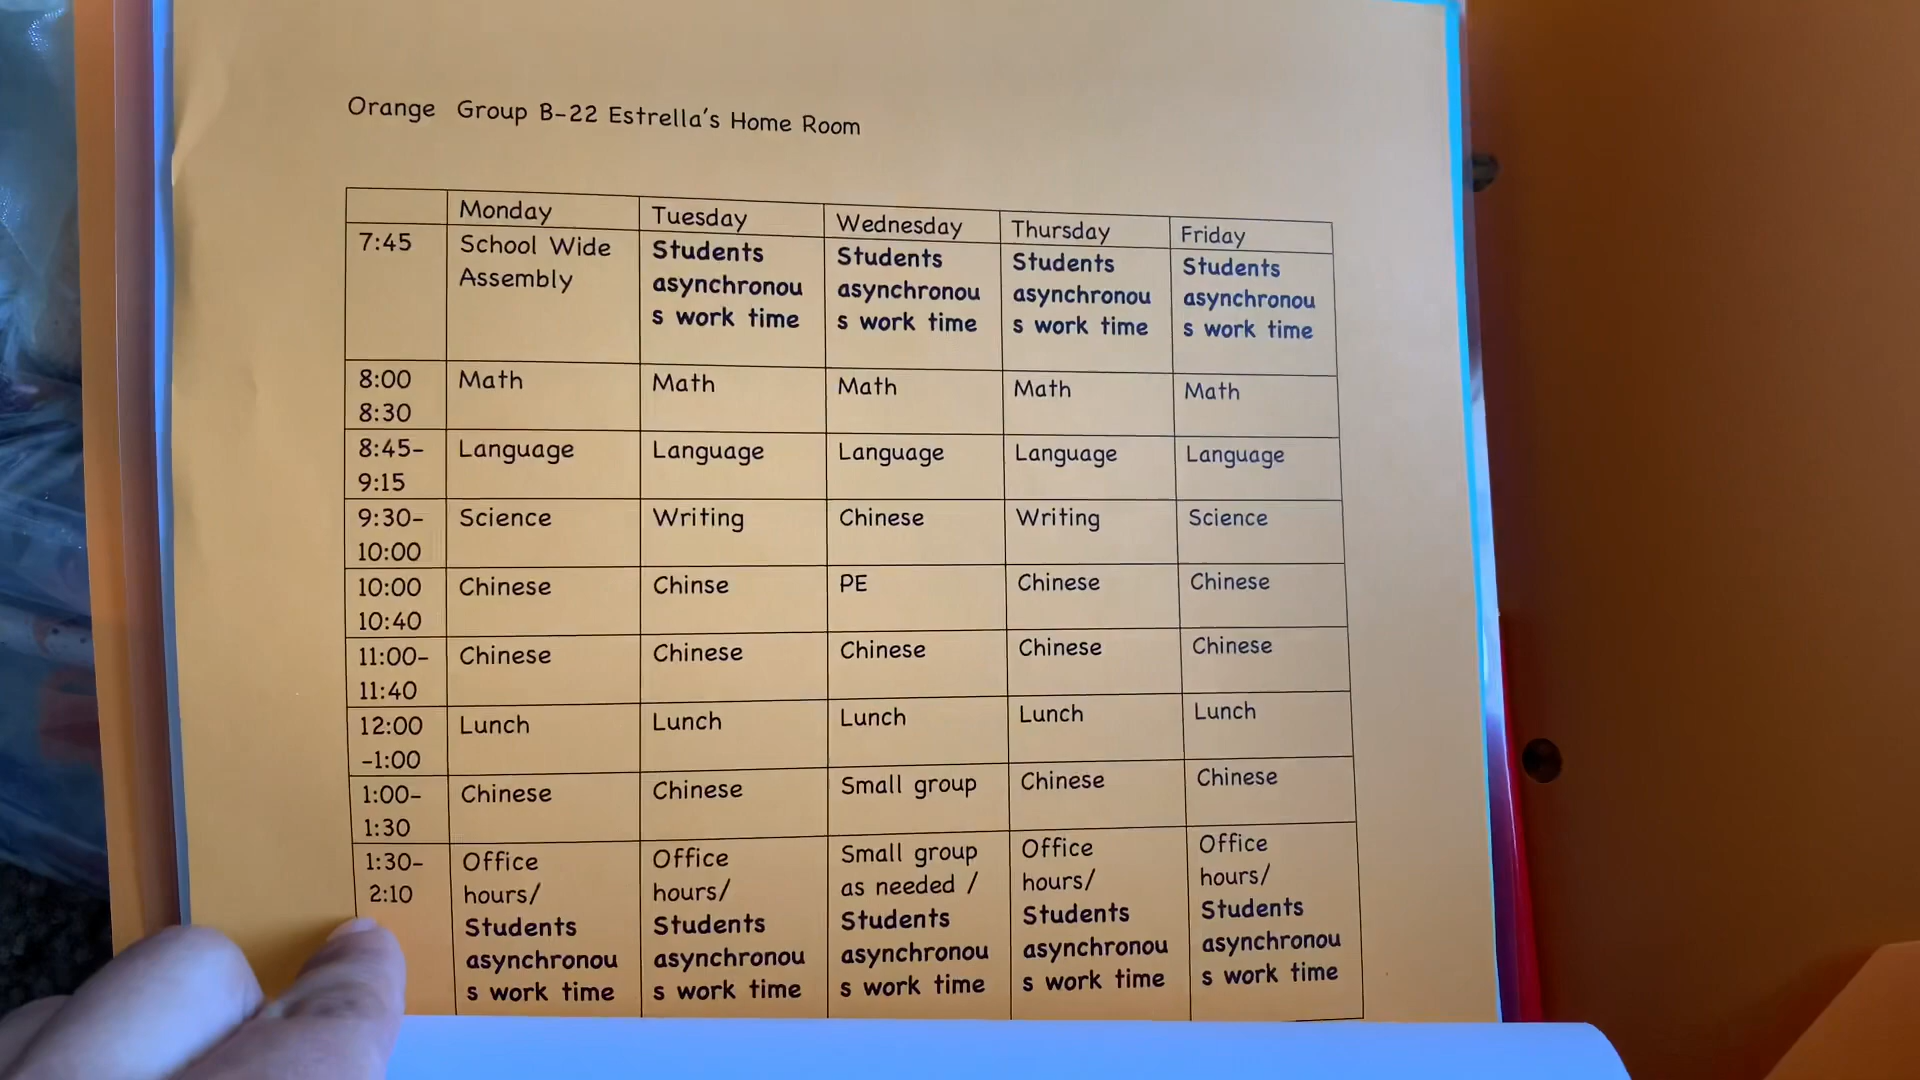 Orange Group B-22 Estrella's Home Room
Monday Tuesday Wednesday Thursday Friday
7:45 School Wide Students Students Students Students
Assembly asynchronou asynchronou asynchronou asynchronou
s work time s work time s work time s work time
8:00 Math Math Math Math Math
8:30
8:45- Language Language Language Language Language
9:15
9:30- Science Writing Chinese Writing Science
10:00
10:00 Chinese Chinse PE Chinese Chinese
10:40
11:00- Chinese Chinese Chinese Chinese Chinese
11:40
12:00 Lunch Lunch Lunch Lunch Lunch
-1:00
1:00- Chinese Chinese Small group Chinese Chinese
1:30
1:30- Office Office Small group Office Office
2:10 hours/ hours/ as needed / hours/ hours/
Students Students Students Students Students
asynchronou asynchronou asynchronou asynchronou asynchronou
s work time s work time s work time s work time s work time